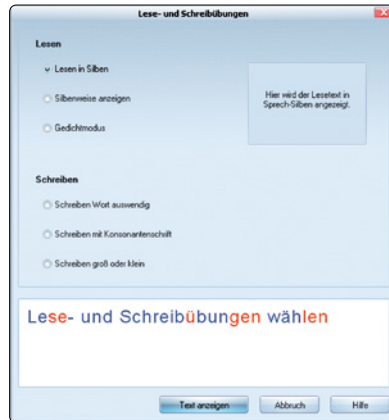 Lese- und Schreibübungen
Lesen
Lesen in Silben
Silbenweise anzeigen
Gedichtmodus
Hier wird der Lesetext in
Sprech-Silben angezeigt.
Schreiben
Schreiben Wort auswendig
Schreiben mit Konsonantenschrift
Schreiben groß oder klein
Lese- und Schreibübungen wählen
Text anzeigen
Abbruch
Hilfe